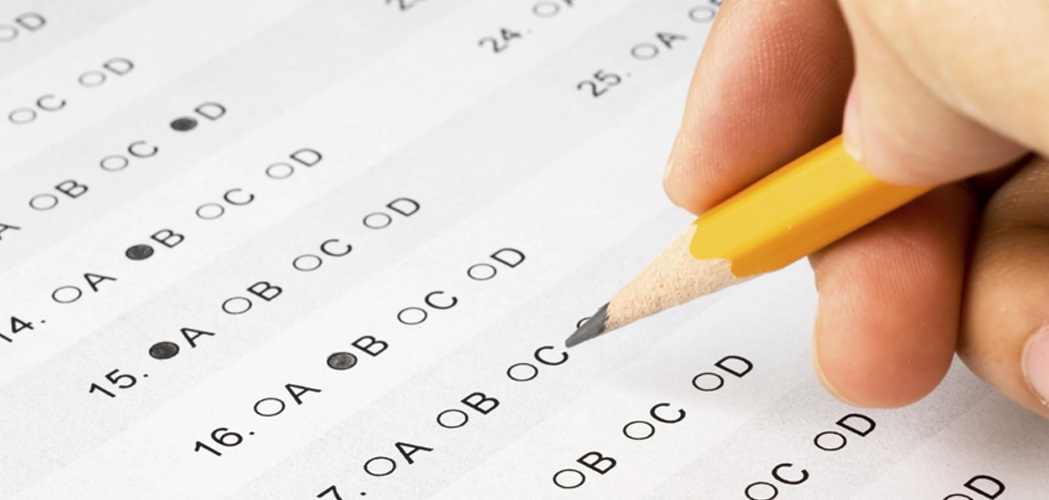 ○D
○C ○D
A ○B ○C ●D
14. ○A ●B ○C ○D
15. ●A ○B ○C ○D
16. ○A ●B ○C ○D
7. ○A ○B ○C
○B ○C ○D
○C ○D
○D
24. ○A
25. ○A ○